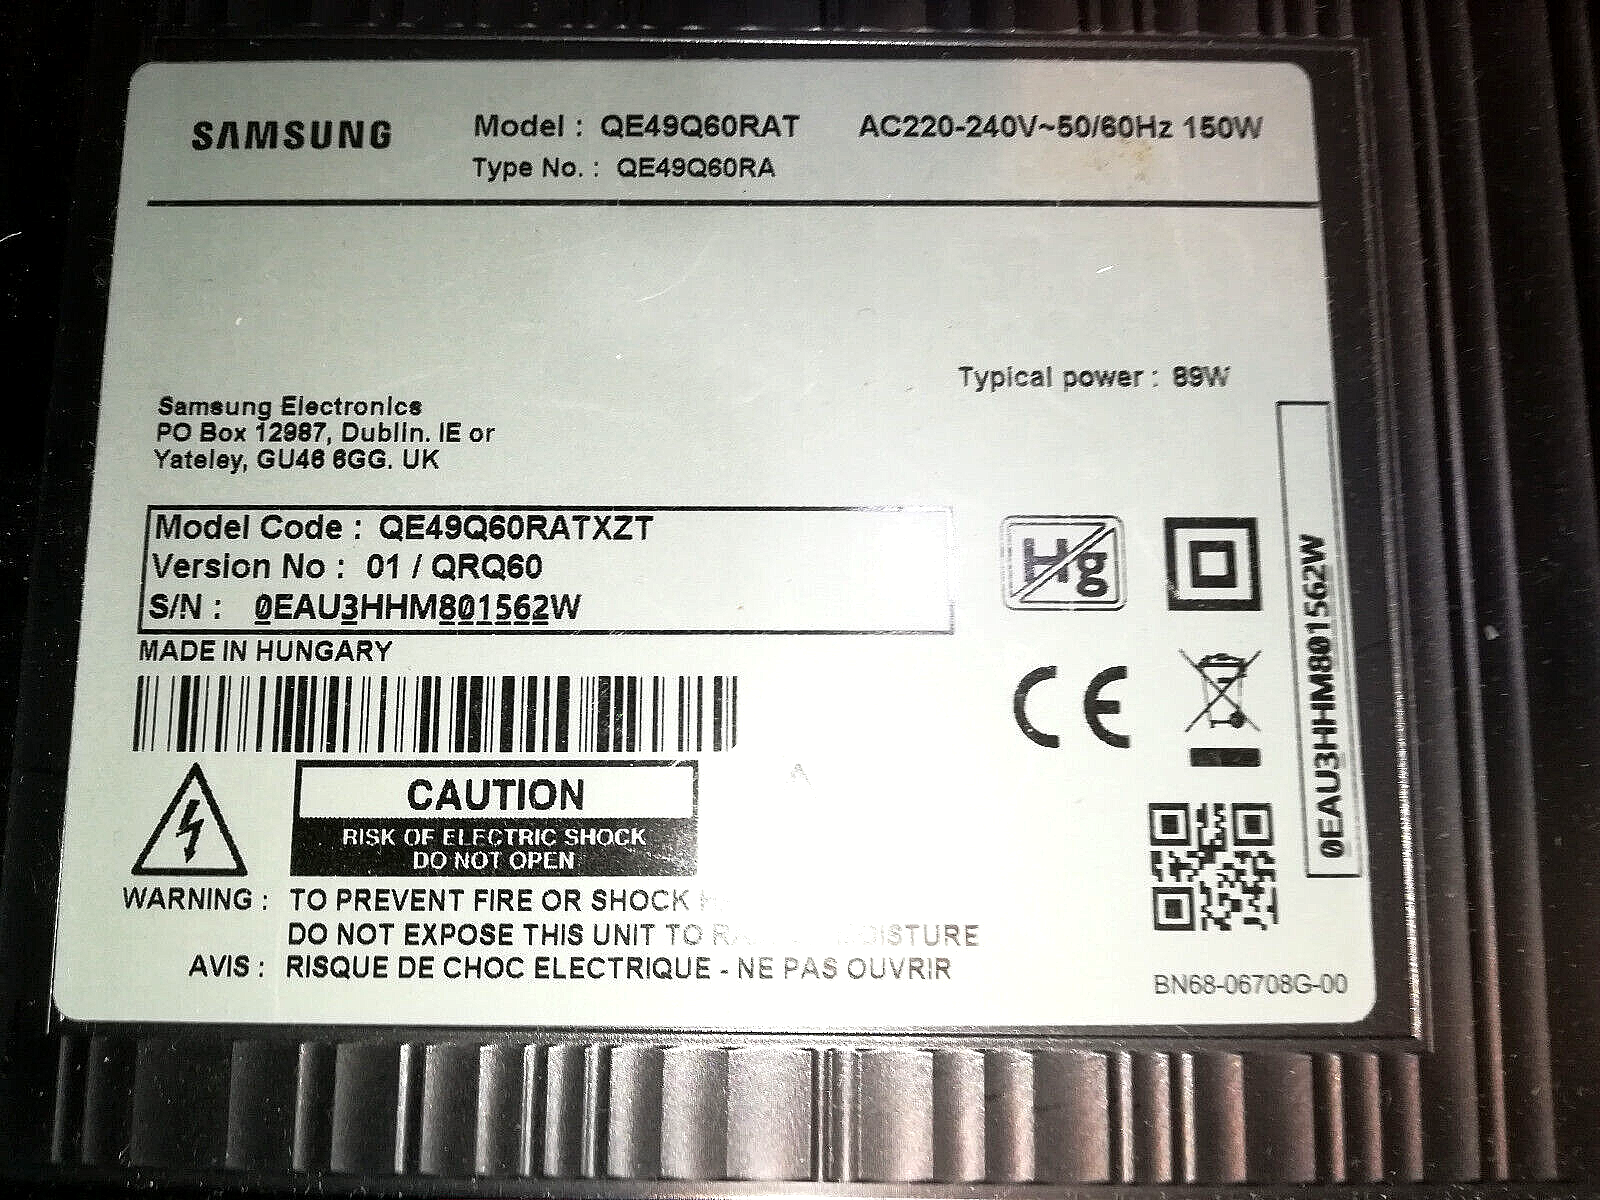 SAMSUNG
Model : QE49Q60RAT
AC220-240V~50/60Hz 150W
Type No. : QE49Q60RA
Typical power : 89W
Samsung Electronics
PO Box 12987, Dublin. IE or
Yateley, GU46 6GG. UK
Model Code : QE49Q60RATXZT
Version No : 01 / QRQ60
S/N : 0EAU3HHM801562W
MADE IN HUNGARY
Hg
CE
0EAU3HHM801562W
CAUTION
RISK OF ELECTRIC SHOCK
DO NOT OPEN
WARNING : TO PREVENT FIRE OR SHOCK
DO NOT EXPOSE THIS UNIT TO MOISTURE
AVIS : RISQUE DE CHOC ELECTRIQUE - NE PAS OUVRIR
BN68-06708G-00